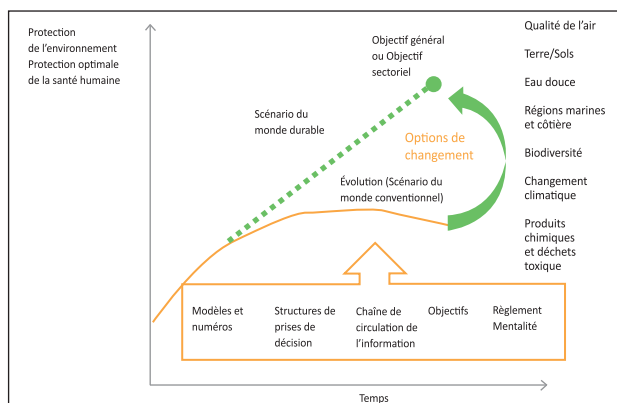 Protection
de l’environnement
Protection optimale
de la santé humaine
Objectif général
ou Objectif
sectoriel
Scénario du
monde durable
Options de
changement
Évolution (Scénario du
monde conventionnel)
Qualité de l’air
Terre/Sols
Eau douce
Régions marines
et côtière
Biodiversité
Changement
climatique
Produits
chimiques
et déchets
toxique
Modèles et
numéros
Structures de
prises de
décision
Chaîne de
circulation de
l’information
Objectifs
Règlement
Mentalité
Temps